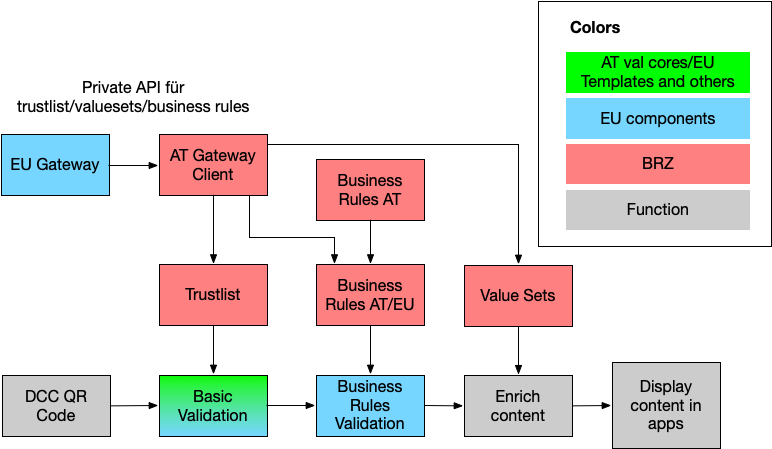 Colors
AT val cores/EU
Templates and others
EU components
BRZ
Function
Private API für
trustlist/valuesets/business rules
EU Gateway
AT Gateway
Client
Business
Rules AT
Trustlist
Business
Rules AT/EU
Value Sets
DCC QR
Code
Basic
Validation
Business
Rules
Validation
Enrich
content
Display
content in
apps